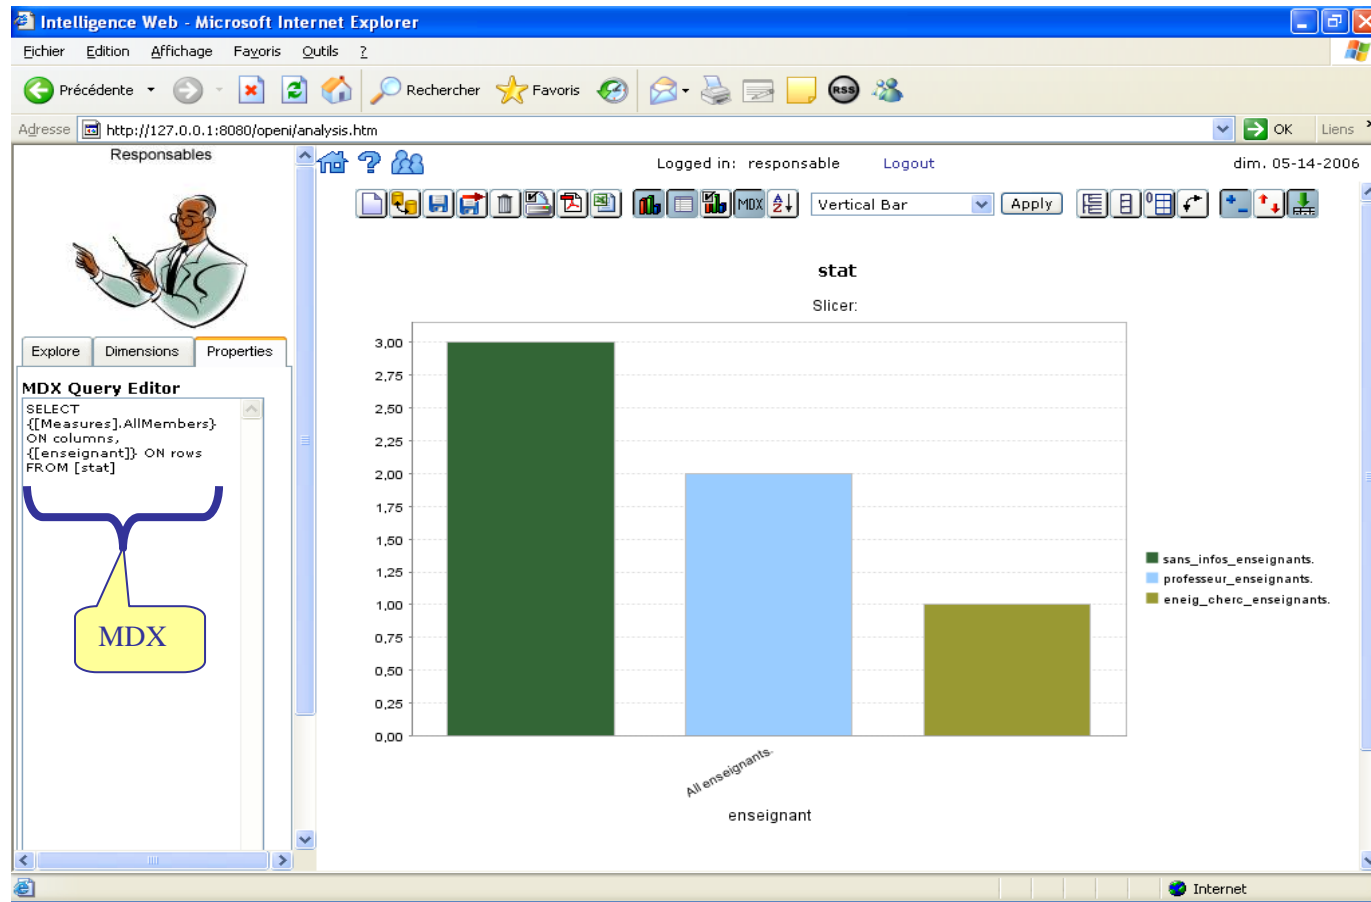 Intelligence Web - Microsoft Internet Explorer
Fichier Edition Affichage Favoris Outils ?
Précédente Rechercher Favoris RSS
Adresse http://127.0.0.1:8080/openi/analysis.htm OK Liens
Responsables
Logged in: responsable Logout dim. 05-14-2006
MDX Vertical Bar Apply
Explore Dimensions Properties
MDX Query Editor
SELECT
{[Measures].AllMembers}
ON columns,
{[enseignant]} ON rows
FROM [stat]
MDX
stat
Slicer:
3,00
2,75
2,50
2,25
2,00
1,75
1,50
1,25
1,00
0,75
0,50
0,25
0,00
All enseignants.
enseignant
sans_infos_enseignants.
professeur_enseignants.
eneig_cherc_enseignants.
Internet